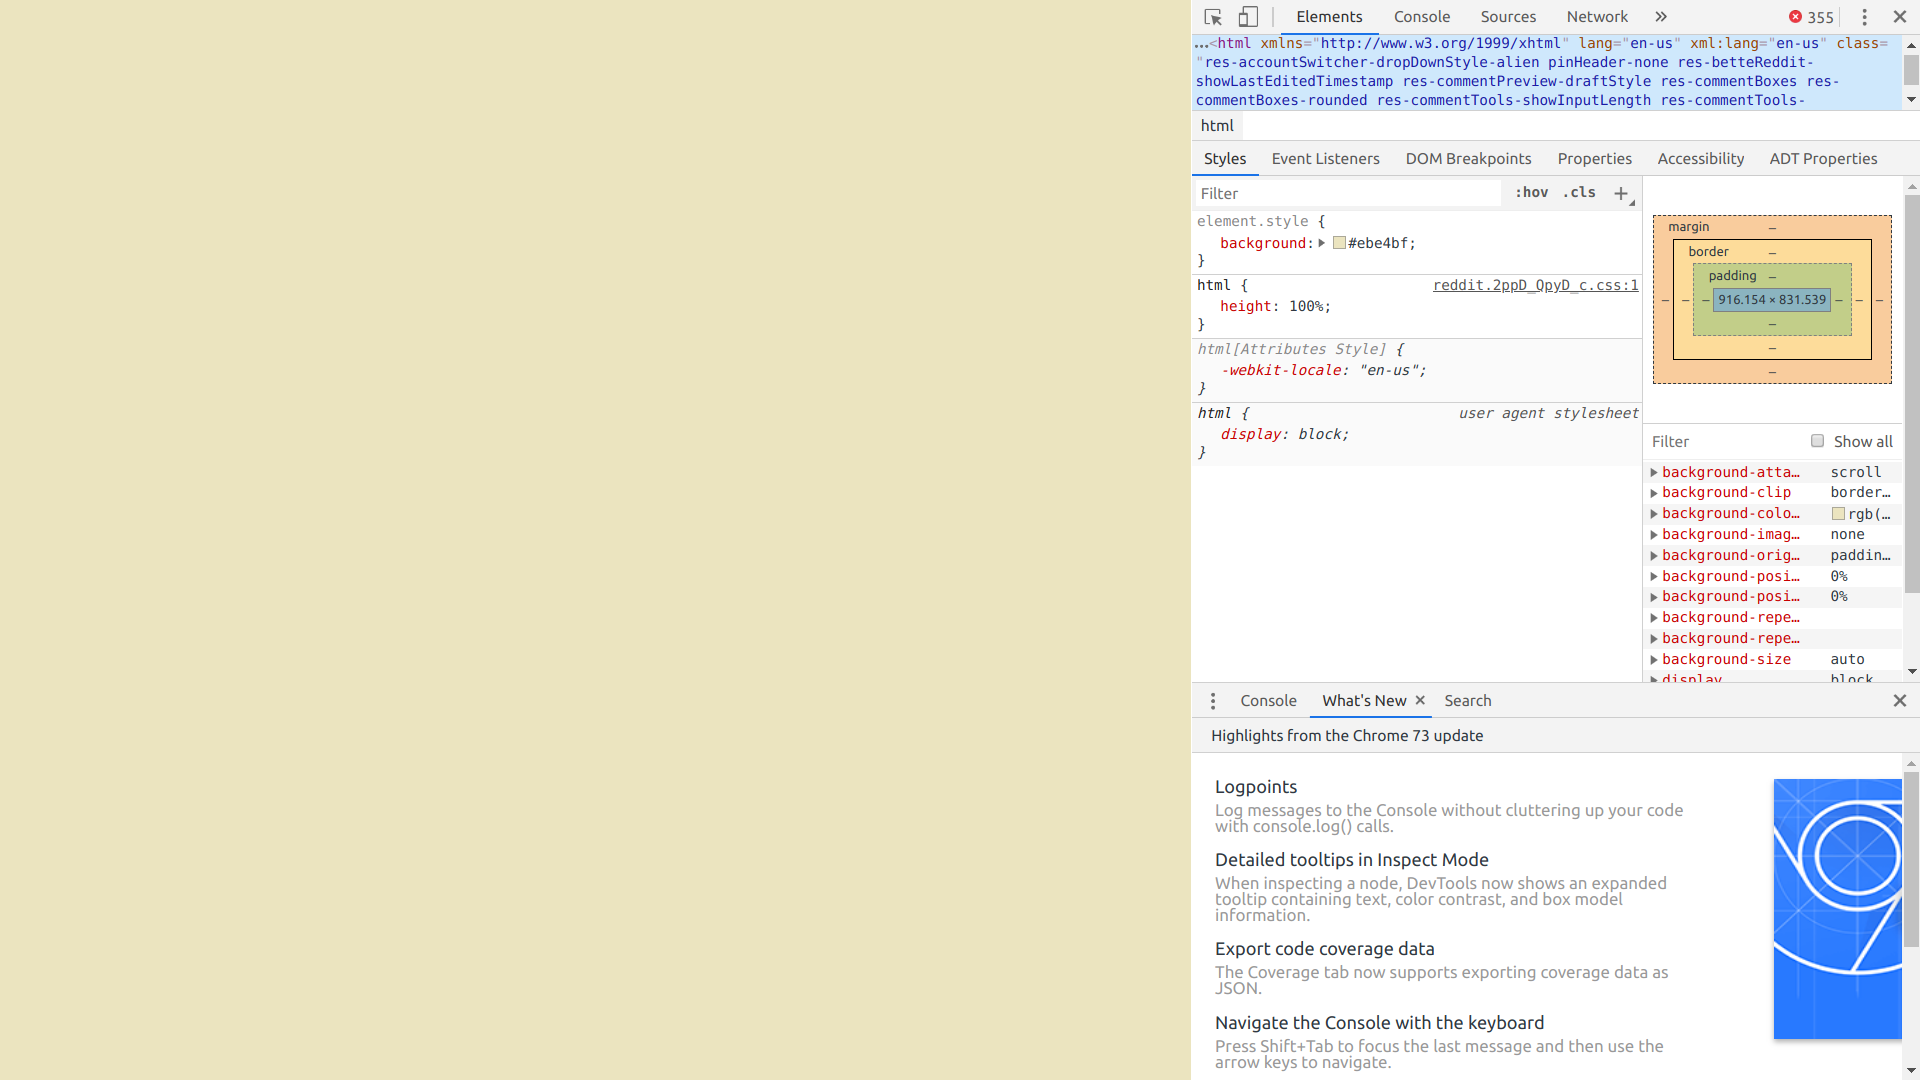 Elements Console Sources Network » 355
…<html xmlns="http://www.w3.org/1999/xhtml" lang="en-us" xml:lang="en-us" class=
"res-accountSwitcher-dropDownStyle-alien pinHeader-none res-betteReddit-
showLastEditedTimestamp res-commentPreview-draftStyle res-commentBoxes res-
commentBoxes-rounded res-commentTools-showInputLength res-commentTools-
html
Styles Event Listeners DOM Breakpoints Properties Accessibility ADT Properties
Filter :hov .cls +
element.style {
background: #ebe4bf;
}
html { reddit.2ppD_QpyD_c.css:1
height: 100%;
}
html[Attributes Style] {
-webkit-locale: "en-us";
}
html { user agent stylesheet
display: block;
}
margin –
border –
padding –
– – – 916.154 × 831.539 – – –
–
–
–
Filter Show all
background-atta… scroll
background-clip border…
background-colo… rgb(…
background-imag… none
background-orig… paddin…
background-posi… 0%
background-posi… 0%
background-repe…
background-repe…
background-size auto
display block
Console What's New × Search
Highlights from the Chrome 73 update
Logpoints
Log messages to the Console without cluttering up your code
with console.log() calls.
Detailed tooltips in Inspect Mode
When inspecting a node, DevTools now shows an expanded
tooltip containing text, color contrast, and box model
information.
Export code coverage data
The Coverage tab now supports exporting coverage data as
JSON.
Navigate the Console with the keyboard
Press Shift+Tab to focus the last message and then use the
arrow keys to navigate.